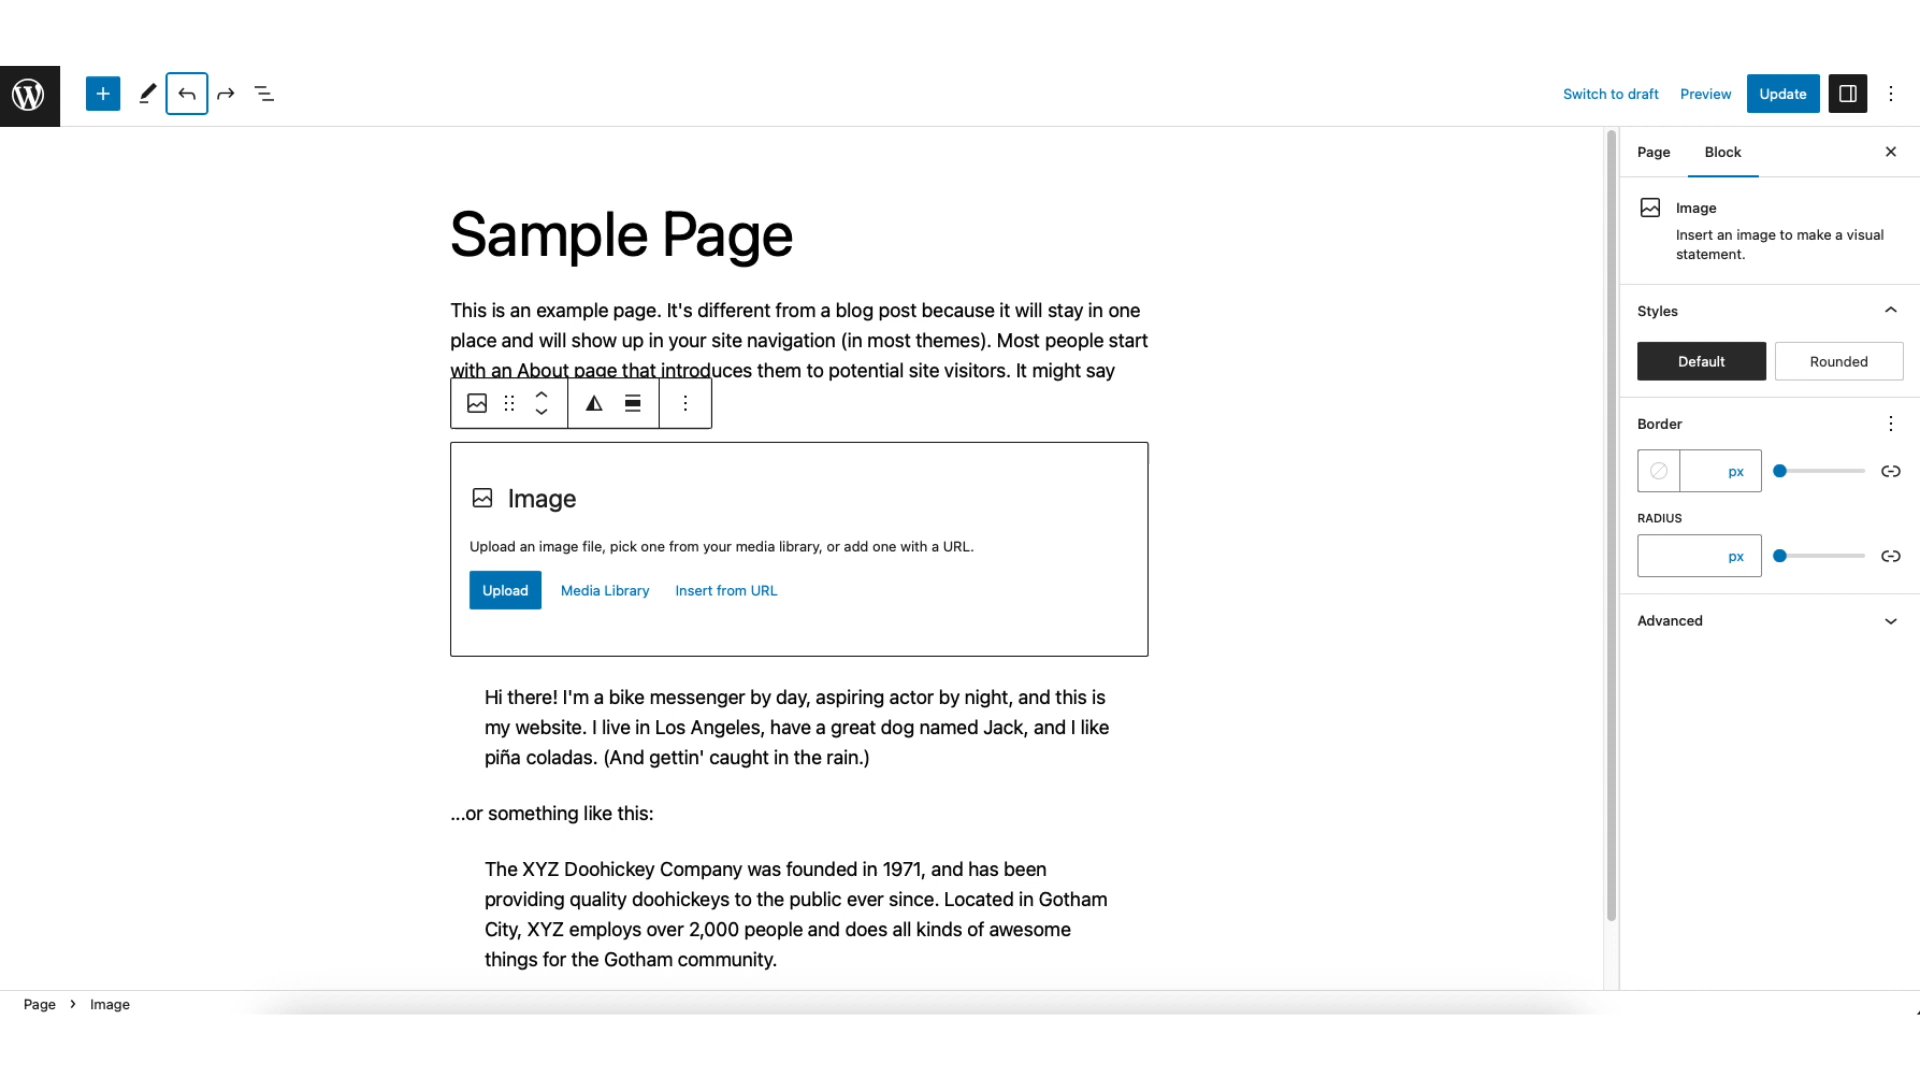 Switch to draft Preview Update
Page Block
Image
Insert an image to make a visual
statement.
Styles
Default Rounded
Border
px
RADIUS
px
Advanced
Sample Page
This is an example page. It's different from a blog post because it will stay in one
place and will show up in your site navigation (in most themes). Most people start
with an About page that introduces them to potential site visitors. It might say
Image
Upload an image file, pick one from your media library, or add one with a URL.
Upload Media Library Insert from URL
Hi there! I'm a bike messenger by day, aspiring actor by night, and this is
my website. I live in Los Angeles, have a great dog named Jack, and I like
piña coladas. (And gettin' caught in the rain.)
...or something like this:
The XYZ Doohickey Company was founded in 1971, and has been
providing quality doohickeys to the public ever since. Located in Gotham
City, XYZ employs over 2,000 people and does all kinds of awesome
things for the Gotham community.
Page > Image